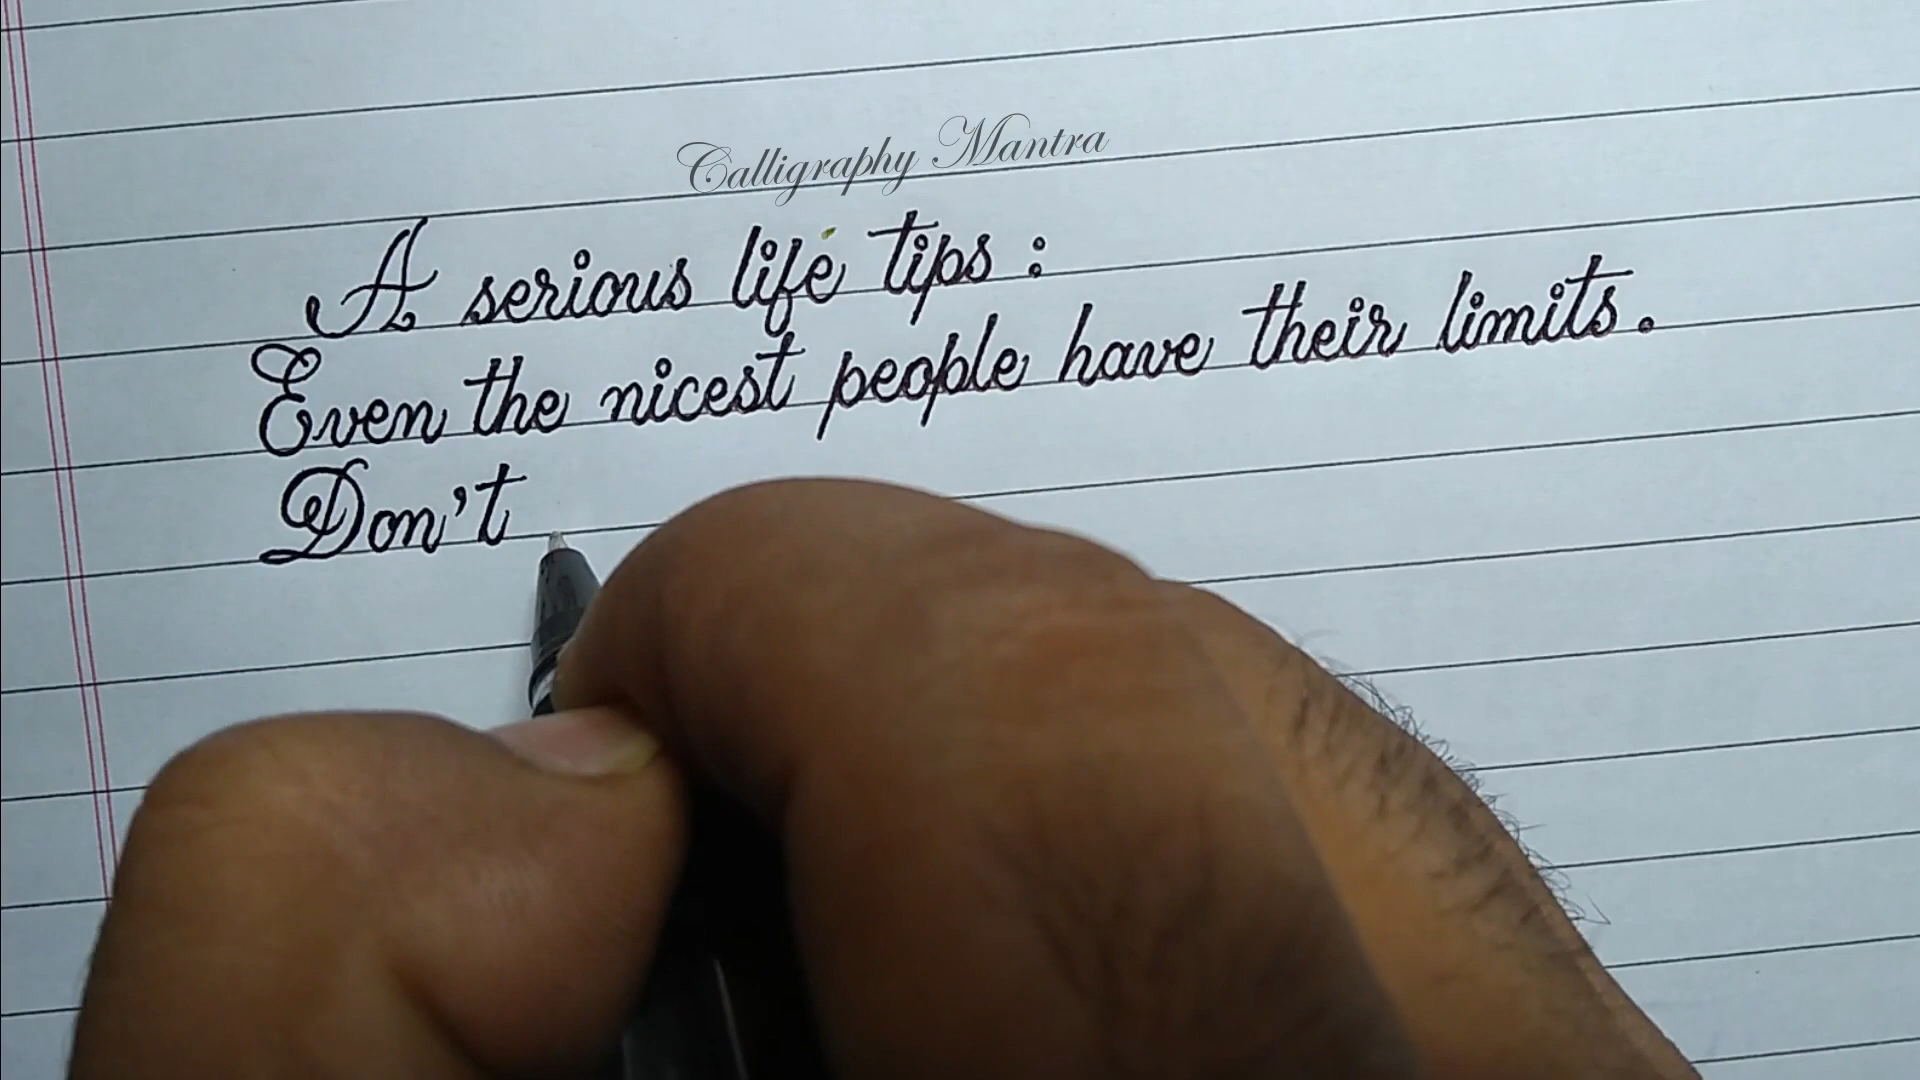 Calligraphy Mantra
A serious life tips :
Even the nicest people have their limits.
Don't